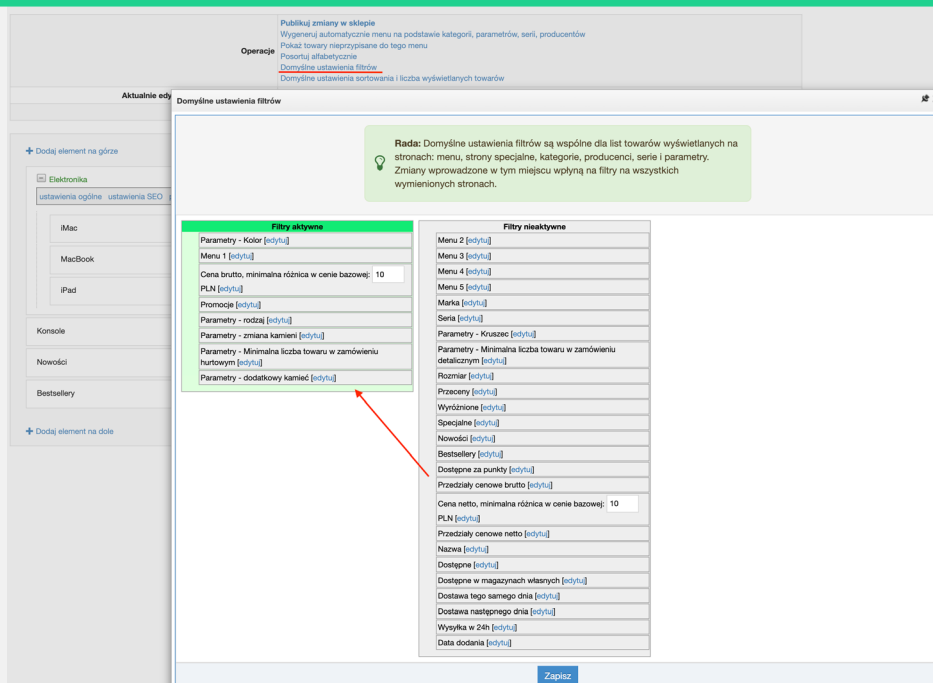 Publikuj zmiany w sklepie
Wygeneruj automatycznie menu na podstawie kategorii, parametrów, serii, producentów
Pokaż towary nieprzypisane do tego menu
Operacje
Posortuj alfabetycznie
Domyślne ustawienia filtrów
Domyślne ustawienia sortowania i liczba wyświetlanych towarów
Aktualnie edy
Domyślne ustawienia filtrów
Rada: Domyślne ustawienia filtrów są wspólne dla list towarów wyświetlanych na
stronach: menu, strony specjalne, kategorie, producenci, serie i parametry.
Zmiany wprowadzone w tym miejscu wpłyną na filtry na wszystkich
wymienionych stronach.
Dodaj element na górze
Elektronika
ustawienia ogólne ustawienia SEO
iMac
MacBook
iPad
Konsole
Nowości
Bestsellery
Dodaj element na dole
Filtry aktywne
Parametry - Kolor [edytuj]
Menu 1 [edytuj]
Cena brutto, minimalna różnica w cenie bazowej: 10
PLN [edytuj]
Promocje [edytuj]
Parametry - rodzaj [edytuj]
Parametry - zmiana kamieni [edytuj]
Parametry - Minimalna liczba towaru w zamówieniu
hurtowym [edytuj]
Parametry - dodatkowy kamieć [edytuj]
Filtry nieaktywne
Menu 2 [edytuj]
Menu 3 [edytuj]
Menu 4 [edytuj]
Menu 5 [edytuj]
Marka [edytuj]
Seria [edytuj]
Parametry - Kruszec [edytuj]
Parametry - Minimalna liczba towaru w zamówieniu
detalicznym [edytuj]
Rozmiar [edytuj]
Przeceny [edytuj]
Wyróżnione [edytuj]
Specjalne [edytuj]
Nowości [edytuj]
Bestsellery [edytuj]
Dostępne za punkty [edytuj]
Przedziały cenowe brutto [edytuj]
Cena netto, minimalna różnica w cenie bazowej: 10
PLN [edytuj]
Przedziały cenowe netto [edytuj]
Nazwa [edytuj]
Dostępne [edytuj]
Dostępne w magazynach własnych [edytuj]
Dostawa tego samego dnia [edytuj]
Dostawa następnego dnia [edytuj]
Wysyłka w 24h [edytuj]
Data dodania [edytuj]
Zapisz